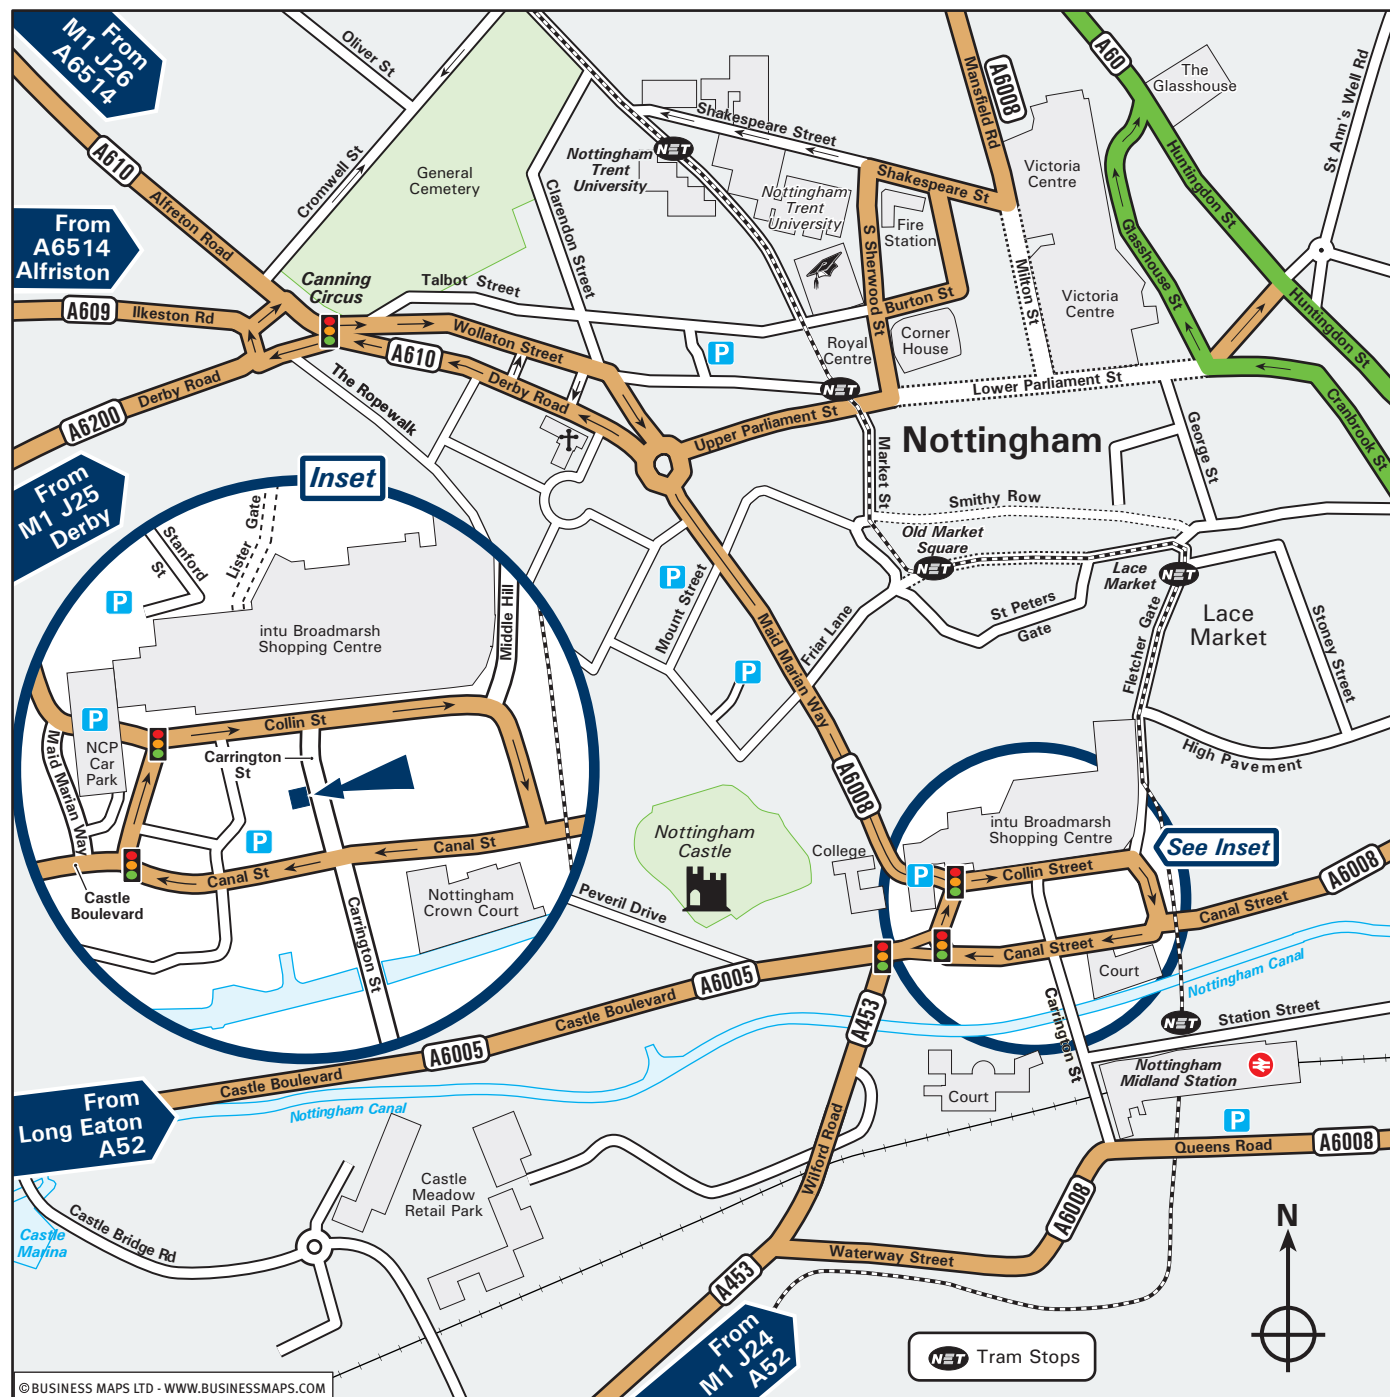 From
M1 J26
A6514
Oliver St
A6008
Mansfield Rd
A60
The
Glasshouse
St Ann's Well Rd
A610
Alfreton Road
Cromwell St
General
Cemetery
Nottingham
Trent
University
NET
Shakespeare Street
Nottingham
Trent
University
Shakespeare St
Victoria
Centre
Huntingdon St
From
A6514
Alfriston
Clarendon Street
S Sherwood St
Fire
Station
Milton St
Glasshouse St
Canning
Circus
Talbot Street
Burton St
Victoria
Centre
Huntingdon St
A609
Ilkeston Rd
Wollaton Street
P
Royal
Centre
Corner
House
A610
Derby Road
The Ropewalk
Derby Road
NET
Lower Parliament St
Cranbrook St
A6200
Upper Parliament St
Nottingham
George St
Market St
From
M1 J25
Derby
Inset
Smithy Row
Old Market
Square
NET
Lace
Market
NET
Lister Gate
Stanford
St
P
intu Broadmarsh
Shopping Centre
Middle Hill
P
Mount Street
St Peters
Gate
Friar Lane
Maid Marian Way
P
Fletcher Gate
Lace
Market
Stoney Street
High Pavement
P
NCP
Car
Park
Maid Marian Way
Collin St
Carrington
St
P
Canal St
Canal St
Castle
Boulevard
Nottingham
Crown Court
Carrington St
A6008
Nottingham
Castle
College
intu Broadmarsh
Shopping Centre
See Inset
P
Collin Street
A6008
Canal Street
Canal Street
Court
Nottingham Canal
Peveril Drive
A6005
Castle Boulevard
A453
Carrington St
NET
Station Street
A6005
Castle Boulevard
Nottingham Canal
Nottingham
Midland Station
P
Court
From
Long Eaton
A52
Wilford Road
Queens Road
A6008
A6008
Castle
Meadow
Retail Park
Castle
Marina
Castle Bridge Rd
Waterway Street
A453
From
M1 J24
A52
N
NET Tram Stops
© BUSINESS MAPS LTD - WWW.BUSINESSMAPS.COM